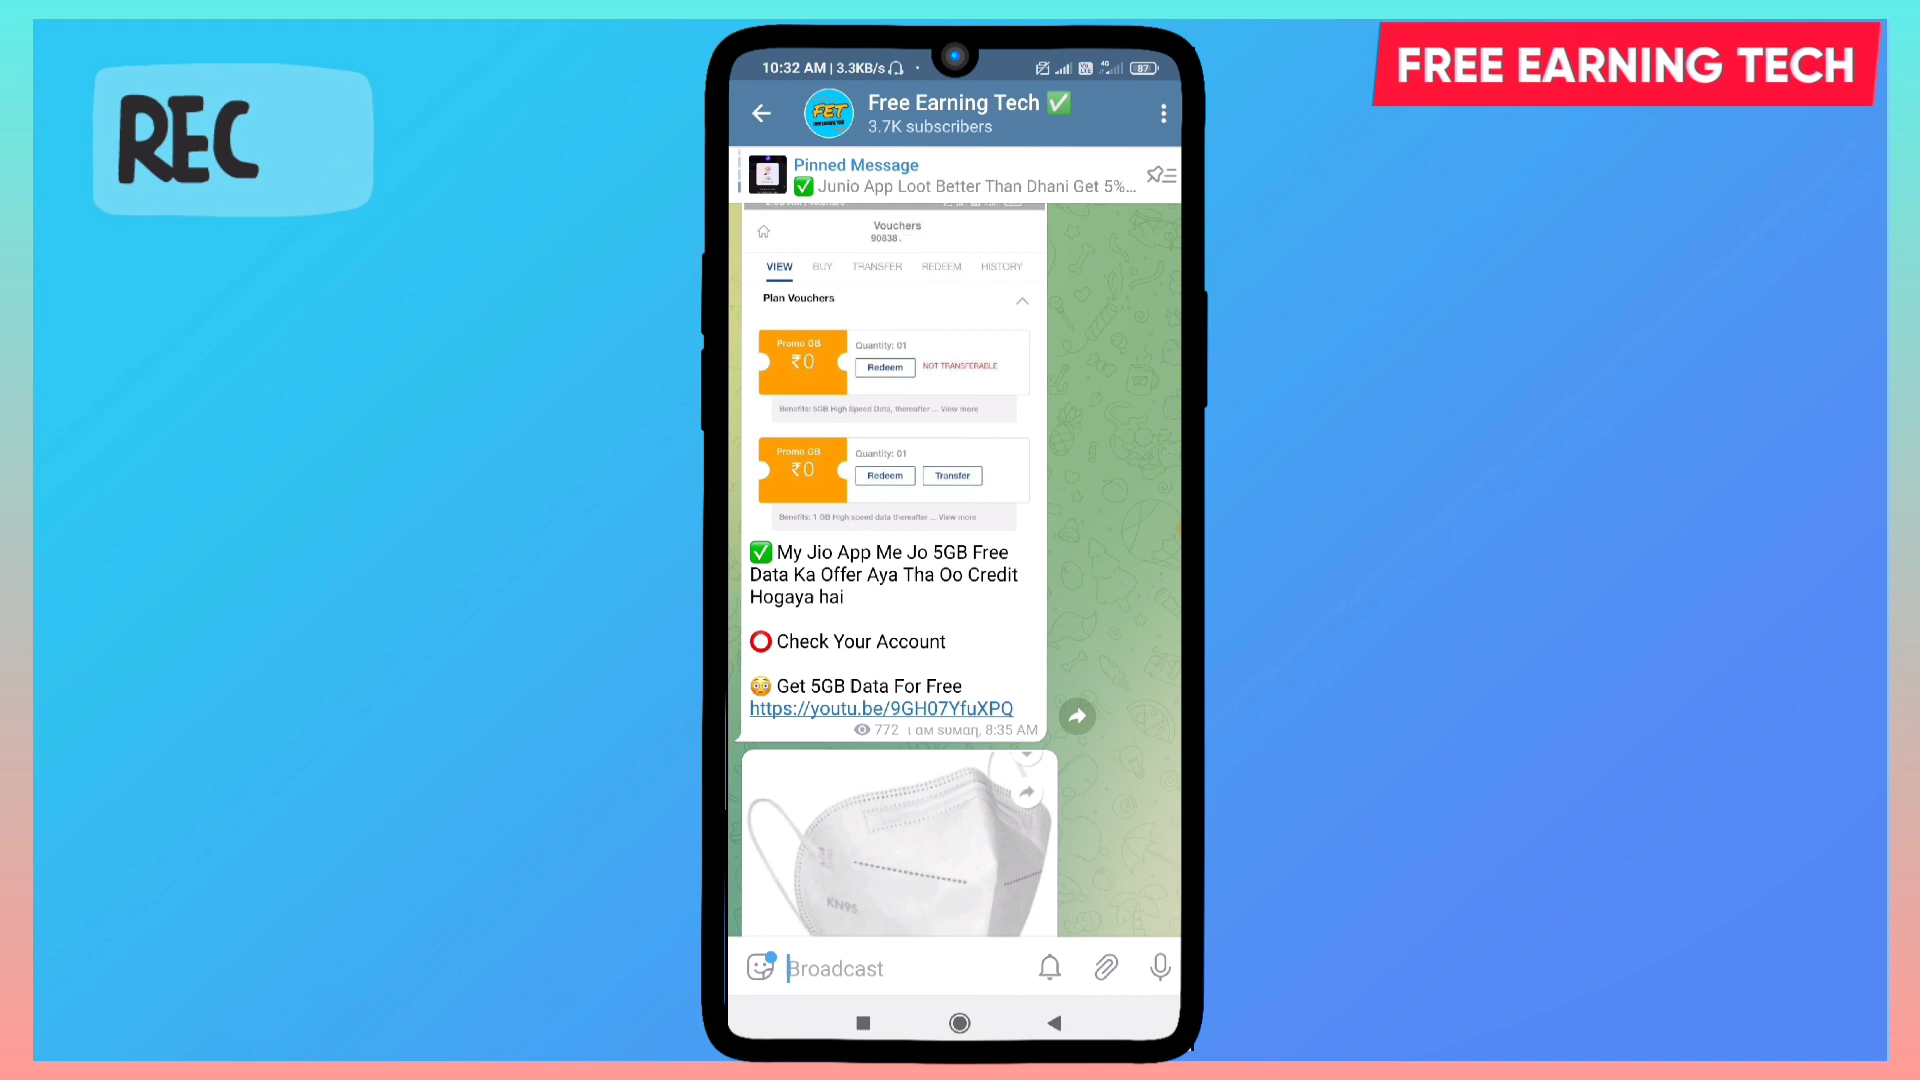 REC
FREE EARNING TECH
10:32 AM | 3.3KB/s
4G
87
FET
Free Earning Tech ✅
3.7K subscribers
Pinned Message
✅ Junio App Loot Better Than Dhani Get 5%...
Vouchers
90838.
VIEW BUY TRANSFER REDEEM HISTORY
Plan Vouchers
Promo GB
₹0
Quantity: 01
Redeem NOT TRANSFERABLE
Benefits: 5GB High Speed Data, thereafter ... View more
Promo GB
₹0
Quantity: 01
Redeem Transfer
Benefits: 1 GB High speed data thereafter ... View more
✅ My Jio App Me Jo 5GB Free
Data Ka Offer Aya Tha Oo Credit
Hogaya hai
⭕ Check Your Account
😳 Get 5GB Data For Free
https://youtu.be/9GH07YfuXPQ
772 ι αм ѕυмαη, 8:35 AM
KN95
Broadcast